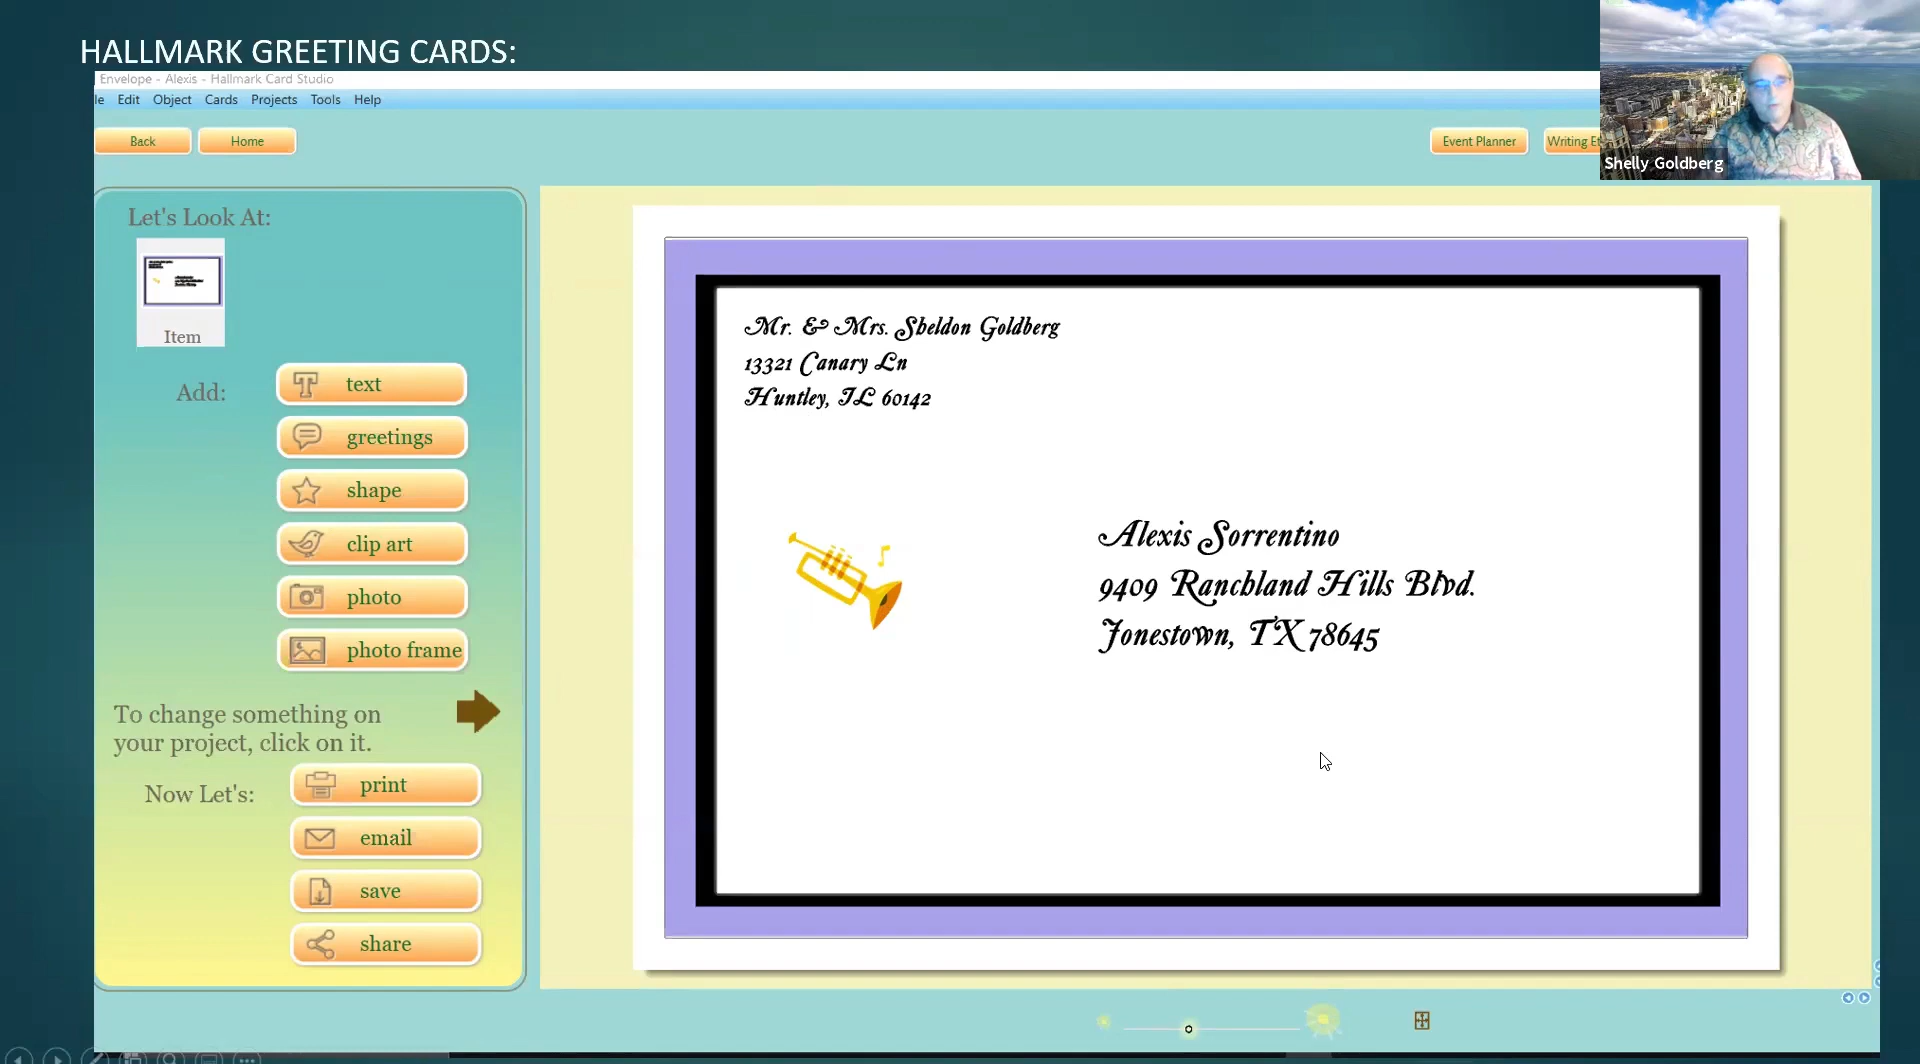 HALLMARK GREETING CARDS:
Envelope - Alexis - Hallmark Card Studio
le Edit Object Cards Projects Tools Help
Back Home Event Planner Writing Et
Shelly Goldberg
Let's Look At:
Item
Add:
text
greetings
shape
clip art
photo
photo frame
To change something on
your project, click on it.
Now Let's:
print
email
save
share
Mr. & Mrs. Sheldon Goldberg
13321 Canary Ln
Huntley, IL 60142
Alexis Sorrentino
9409 Ranchland Hills Blvd.
Jonestown, TX 78645